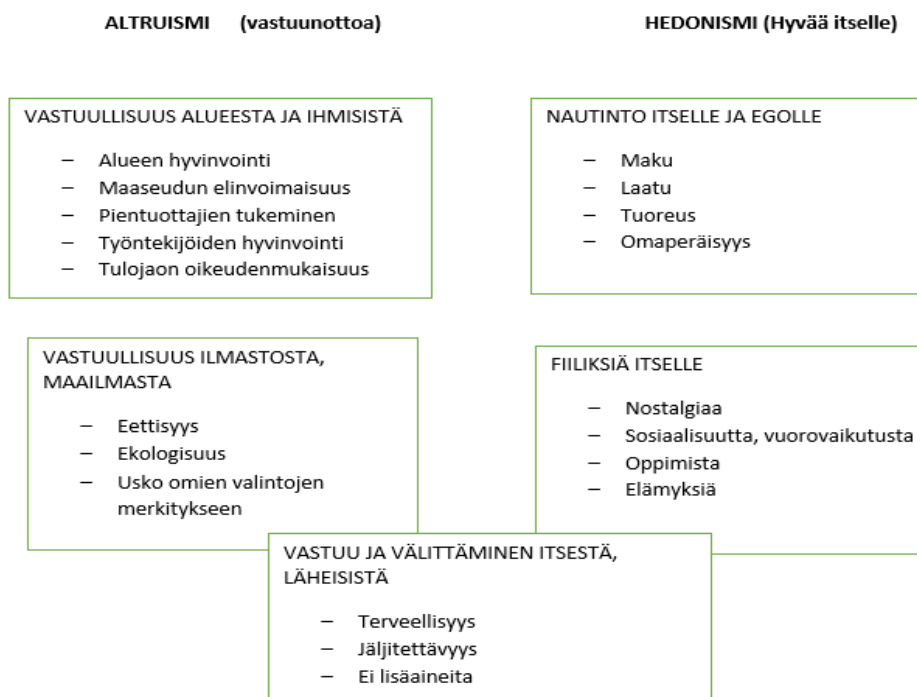 ALTRUISMI (vastuunottoa)
HEDONISMI (Hyvää itselle)
VASTUULLISUUS ALUEESTA JA IHMISISTÄ
– Alueen hyvinvointi
– Maaseudun elinvoimaisuus
– Pientuottajien tukeminen
– Työntekijöiden hyvinvointi
– Tulojaon oikeudenmukaisuus
NAUTINTO ITSELLE JA EGOLLE
– Maku
– Laatu
– Tuoreus
– Omaperäisyys
VASTUULLISUUS ILMASTOSTA,
MAAILMASTA
– Eettisyys
– Ekologisuus
– Usko omien valintojen
merkitykseen
FIILIKSIÄ ITSELLE
– Nostalgiaa
– Sosiaalisuutta, vuorovaikutusta
– Oppimista
– Elämyksiä
VASTUU JA VÄLITTÄMINEN ITSESTÄ,
LÄHEISISTÄ
– Terveellisyys
– Jäljitettävyys
– Ei lisäaineita